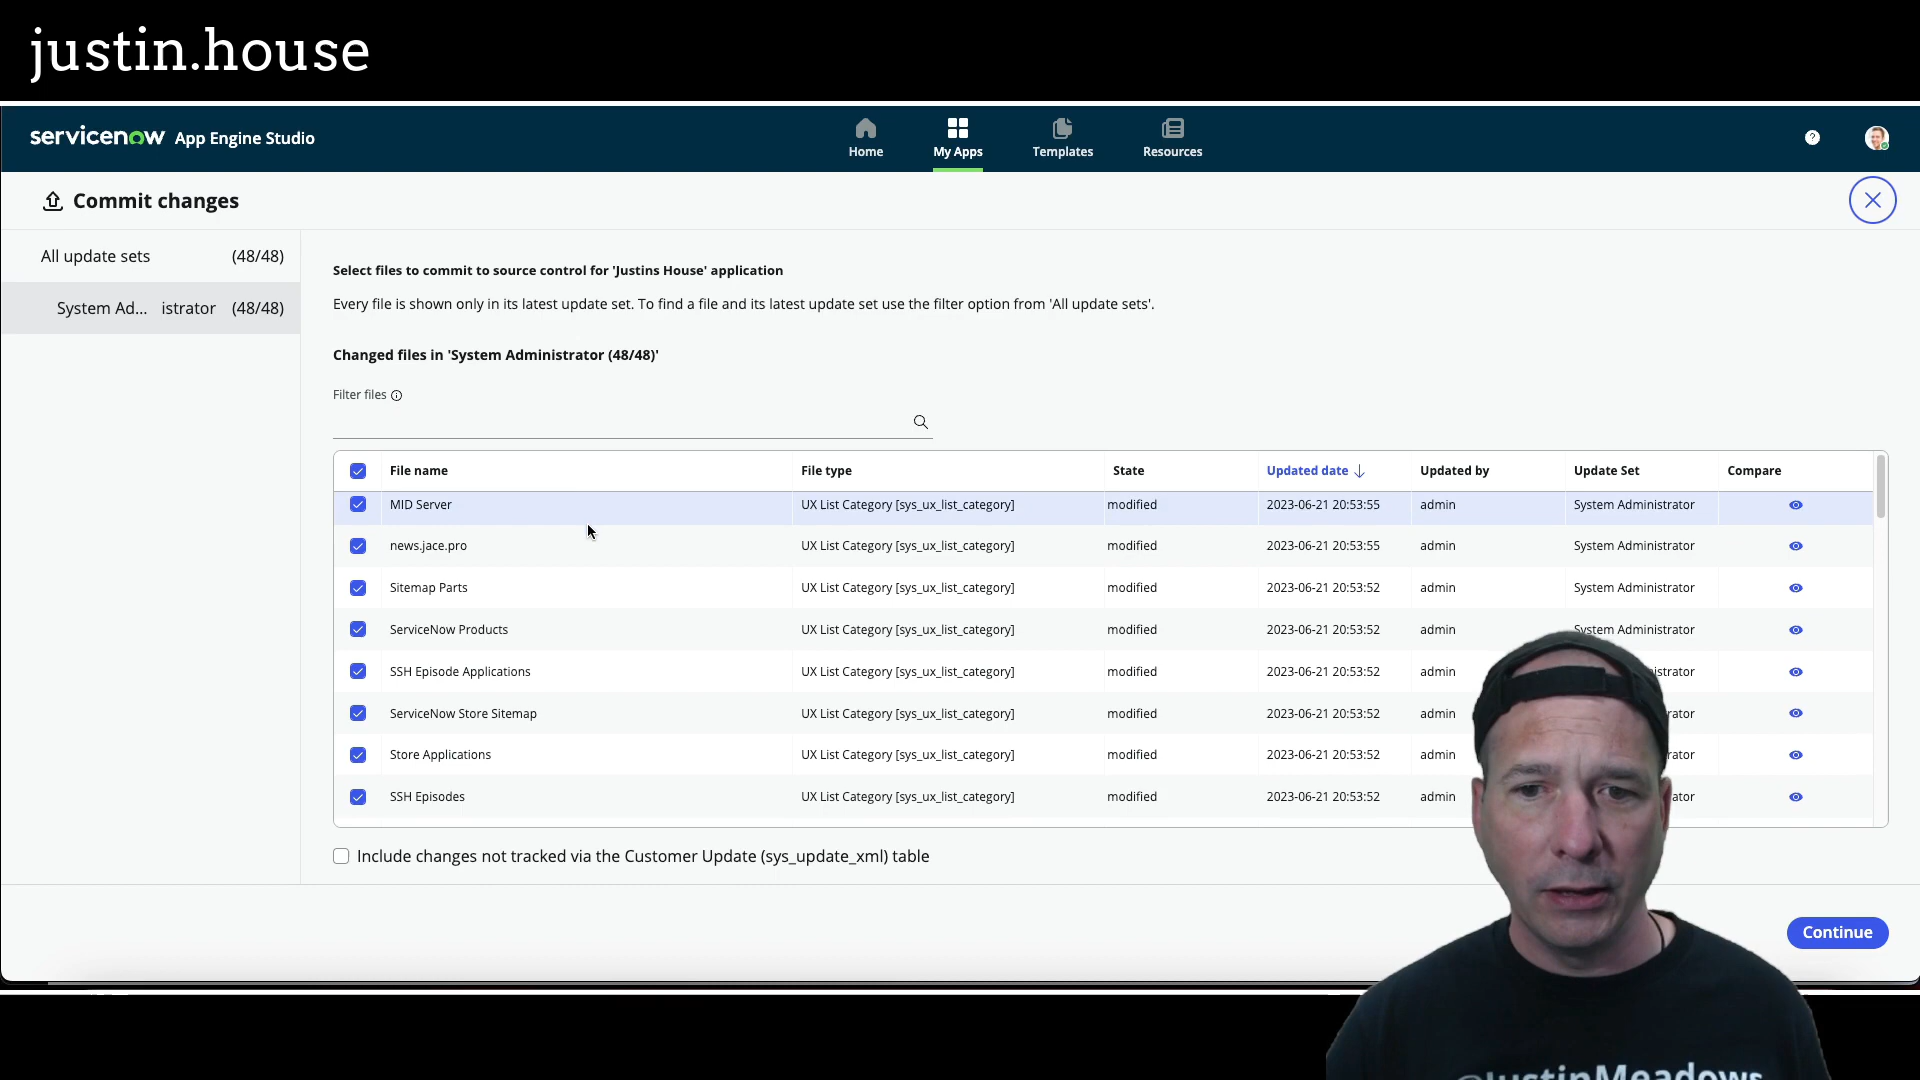 justin.house
servicenow App Engine Studio
Home
My Apps
Templates
Resources
?
Commit changes
All update sets (48/48)
System Ad... istrator (48/48)
Select files to commit to source control for 'Justins House' application
Every file is shown only in its latest update set. To find a file and its latest update set use the filter option from 'All update sets'.
Changed files in 'System Administrator (48/48)'
Filter files
File name File type State Updated date Updated by Update Set Compare
MID Server UX List Category [sys_ux_list_category] modified 2023-06-21 20:53:55 admin System Administrator
news.jace.pro UX List Category [sys_ux_list_category] modified 2023-06-21 20:53:55 admin System Administrator
Sitemap Parts UX List Category [sys_ux_list_category] modified 2023-06-21 20:53:52 admin System Administrator
ServiceNow Products UX List Category [sys_ux_list_category] modified 2023-06-21 20:53:52 admin System Administrator
SSH Episode Applications UX List Category [sys_ux_list_category] modified 2023-06-21 20:53:52 admin istrator
ServiceNow Store Sitemap UX List Category [sys_ux_list_category] modified 2023-06-21 20:53:52 admin rator
Store Applications UX List Category [sys_ux_list_category] modified 2023-06-21 20:53:52 admin rator
SSH Episodes UX List Category [sys_ux_list_category] modified 2023-06-21 20:53:52 admin ator
Include changes not tracked via the Customer Update (sys_update_xml) table
Continue
@JustinMeadows